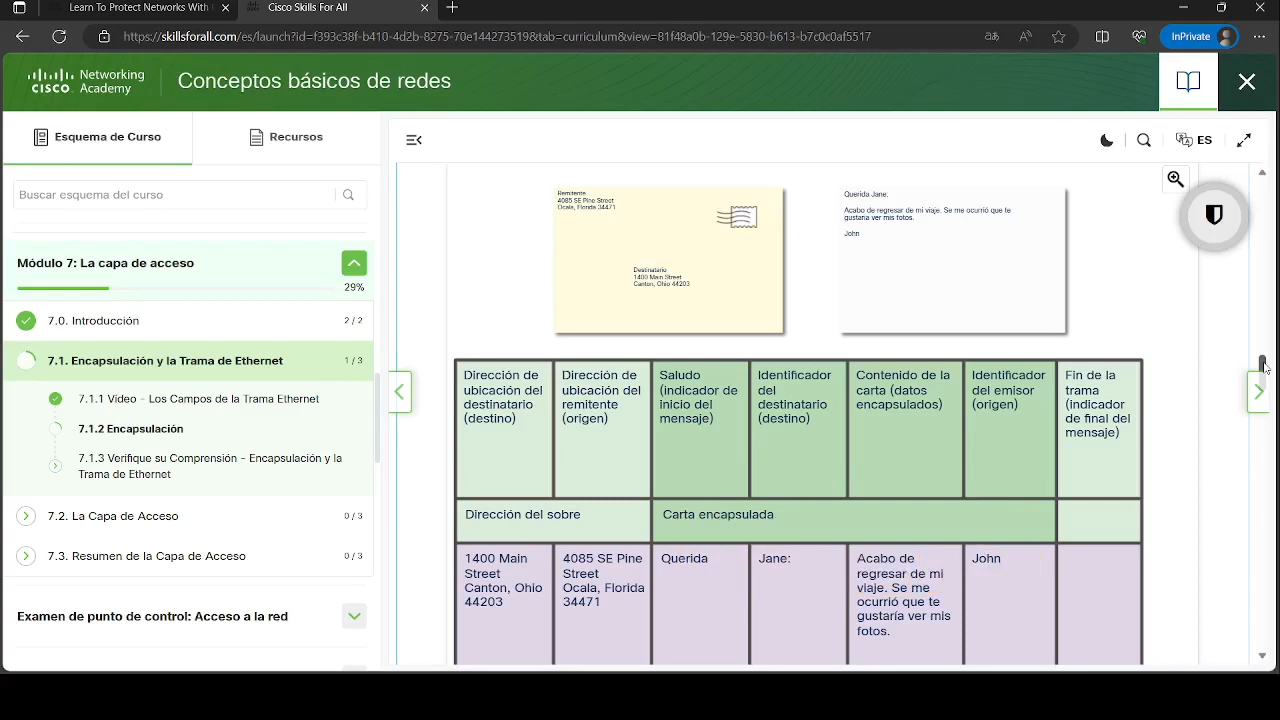 Learn To Protect Networks With
Cisco Skills For All
https://skillsforall.com/es/launch?id=f393c38f-b410-4d2b-8275-70e144273519&tab=curriculum&view=81f48a0b-129e-5830-b613-b7c0c0af5517
InPrivate
CISCO Networking Academy
Conceptos básicos de redes
Esquema de Curso
Recursos
ES
Buscar esquema del curso
Módulo 7: La capa de acceso
29%
7.0. Introducción
2 / 2
7.1. Encapsulación y la Trama de Ethernet
1 / 3
7.1.1 Video - Los Campos de la Trama Ethernet
7.1.2 Encapsulación
7.1.3 Verifique su Comprensión - Encapsulación y la
Trama de Ethernet
7.2. La Capa de Acceso
0 / 3
7.3. Resumen de la Capa de Acceso
0 / 3
Examen de punto de control: Acceso a la red
Remitente
4085 SE Pine Street
Ocala, Florida 34471
Destinatario
1400 Main Street
Canton, Ohio 44203
Querida Jane:
Acabo de regresar de mi viaje. Se me ocurrió que te
gustaría ver mis fotos.
John
Dirección de
ubicación del
destinatario
(destino)
Dirección de
ubicación del
remitente
(origen)
Saludo
(indicador de
inicio del
mensaje)
Identificador
del
destinatario
(destino)
Contenido de la
carta (datos
encapsulados)
Identificador
del emisor
(origen)
Fin de la
trama
(indicador
de final del
mensaje)
Dirección del sobre
Carta encapsulada
1400 Main
Street
Canton, Ohio
44203
4085 SE Pine
Street
Ocala, Florida
34471
Querida
Jane:
Acabo de
regresar de mi
viaje. Se me
ocurrió que te
gustaría ver mis
fotos.
John